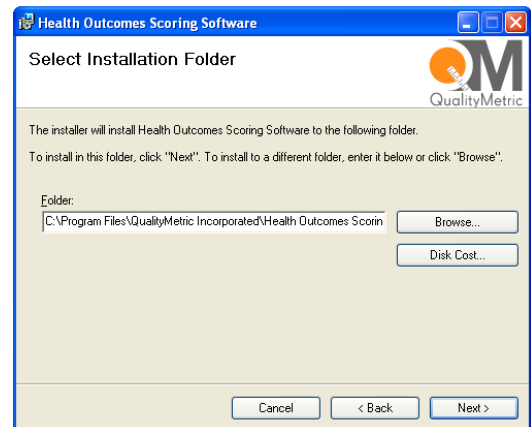 Health Outcomes Scoring Software
Select Installation Folder
QM
QualityMetric
The installer will install Health Outcomes Scoring Software to the following folder.
To install in this folder, click "Next". To install to a different folder, enter it below or click "Browse".
Folder:
C:\Program Files\QualityMetric Incorporated\Health Outcomes Scorin
Browse...
Disk Cost...
Cancel
< Back
Next >